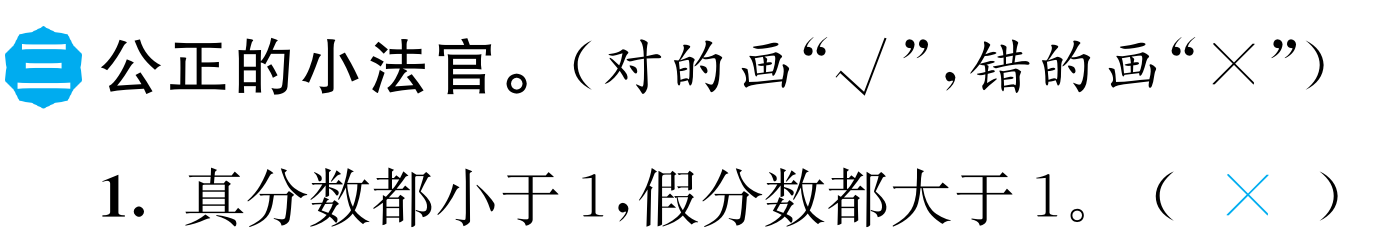 三 公正的小法官。(对的画“√”,错的画“×”)
1. 真分数都小于1,假分数都大于1。( × )